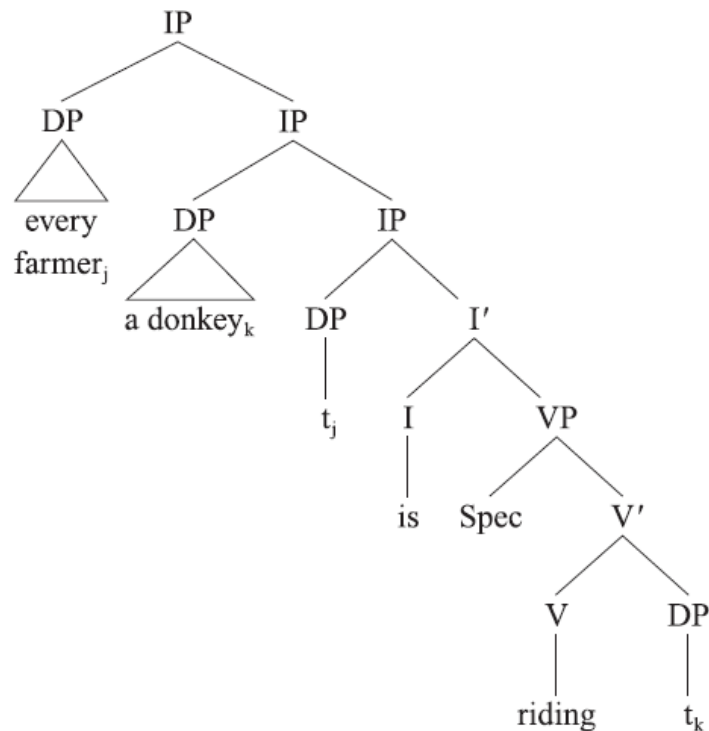 IP
DP IP
every
farmerj
DP IP
a donkeyk
DP I′
tj
I VP
is
Spec V′
V DP
riding tk